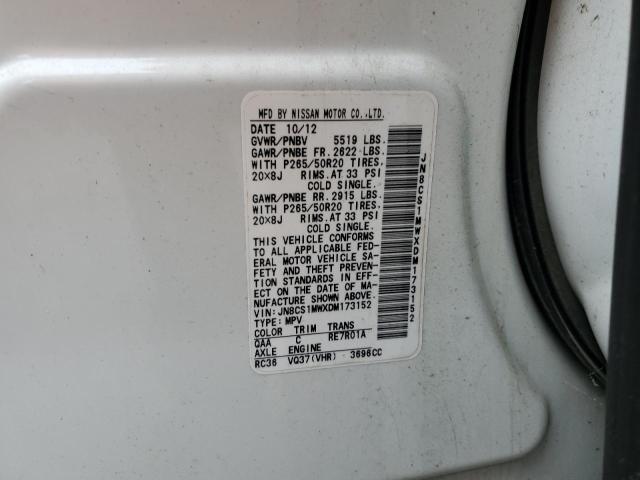 MFD BY NISSAN MOTOR CO.,LTD.
DATE 10/12
GVWR/PNBV 5519 LBS.
GAWR/PNBE FR. 2622 LBS.
WITH P265/50R20 TIRES,
20X8J RIMS.AT 33 PSI
COLD SINGLE.
GAWR/PNBE RR. 2915 LBS.
WITH P265/50R20 TIRES,
20X8J RIMS.AT 33 PSI
COLD SINGLE.
THIS VEHICLE CONFORMS
TO ALL APPLICABLE FED-
ERAL MOTOR VEHICLE SA-
FETY AND THEFT PREVEN-
TION STANDARDS IN EFF-
ECT ON THE DATE OF MA-
NUFACTURE SHOWN ABOVE.
VIN: JN8CS1MWXDM173152
TYPE: MPV
COLOR TRIM TRANS
QAA C RE7R01A
AXLE ENGINE
RC36 VQ37(VHR) 3696CC
JN8CS1MWXDM173152